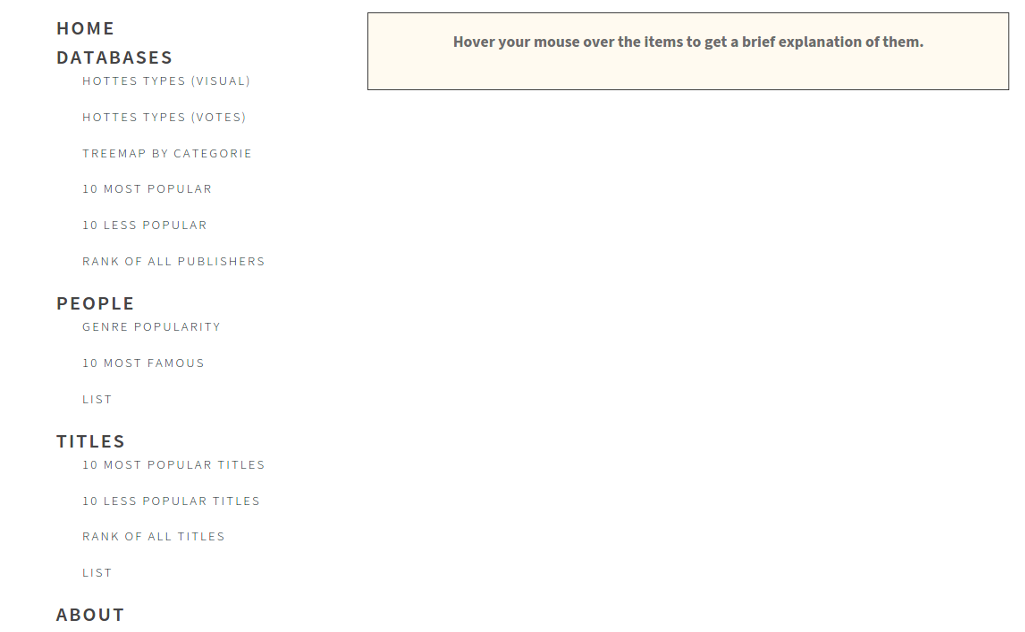 HOME
DATABASES
HOTTES TYPES (VISUAL)
HOTTES TYPES (VOTES)
TREEMAP BY CATEGORIE
10 MOST POPULAR
10 LESS POPULAR
RANK OF ALL PUBLISHERS
PEOPLE
GENRE POPULARITY
10 MOST FAMOUS
LIST
TITLES
10 MOST POPULAR TITLES
10 LESS POPULAR TITLES
RANK OF ALL TITLES
LIST
ABOUT
Hover your mouse over the items to get a brief explanation of them.